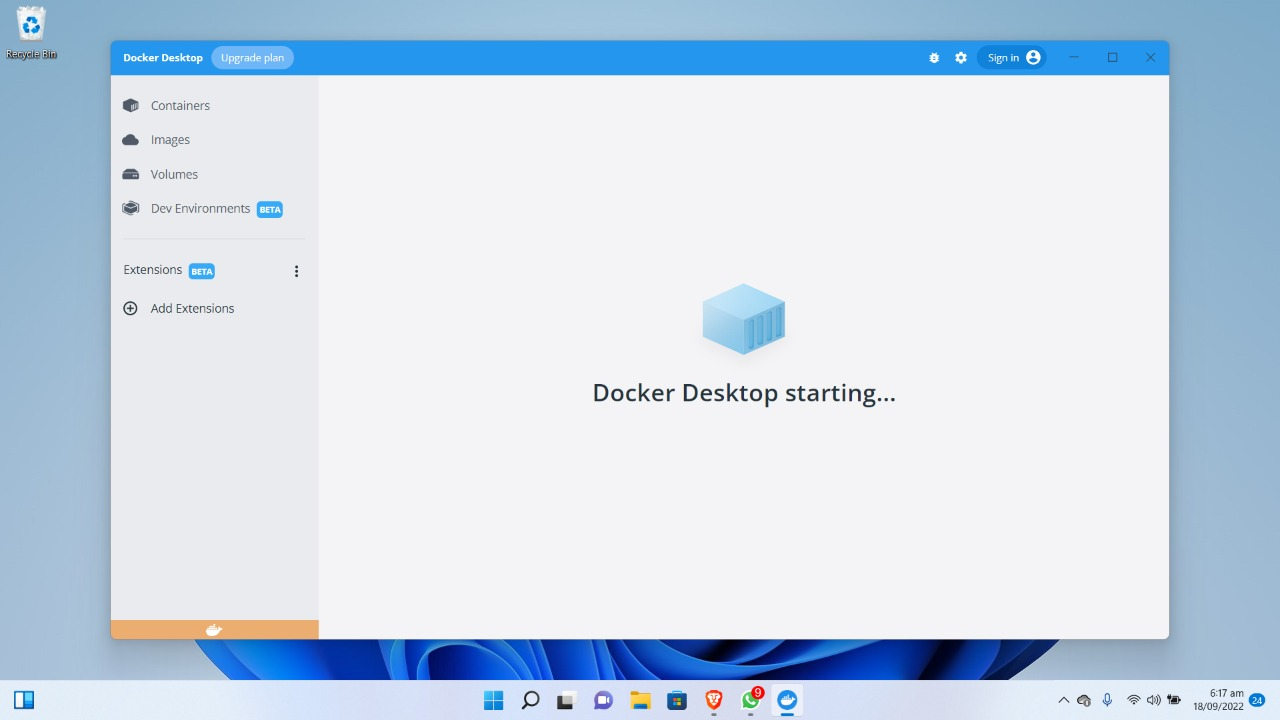 Recycle Bin
Docker Desktop Upgrade plan
Sign in
Containers
Images
Volumes
Dev Environments BETA
Extensions BETA
Add Extensions
Docker Desktop starting...
9
6:17 am
18/09/2022
24